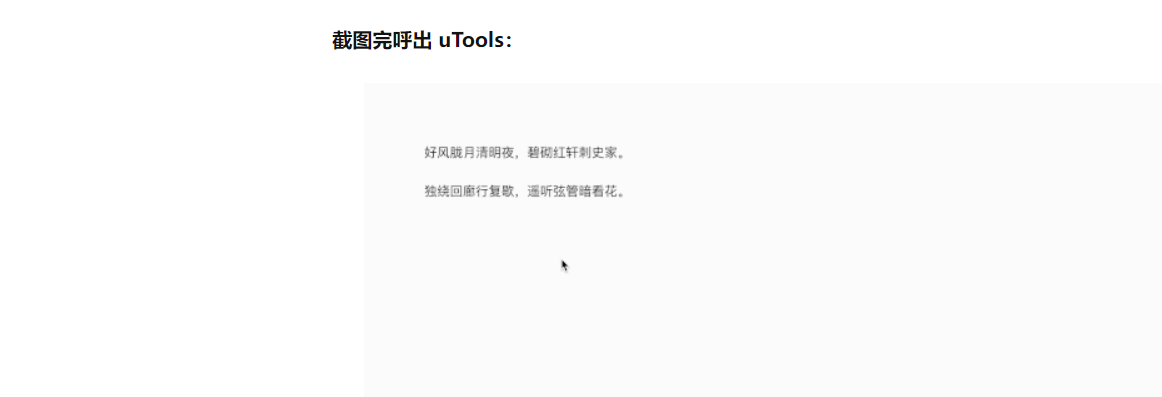 截图完呼出 uTools：
好风胧月清明夜，碧砌红轩刺史家。
独绕回廊行复歇，遥听弦管暗看花。